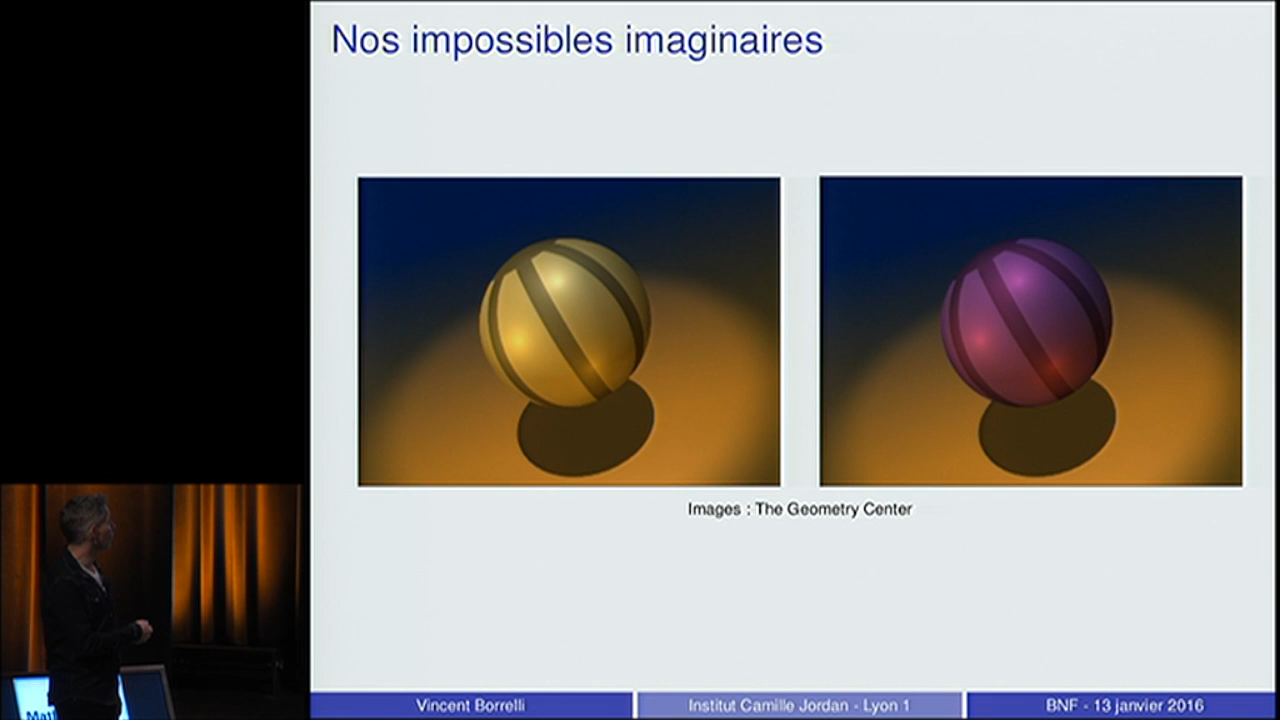 Nos impossibles imaginaires
Images : The Geometry Center
Vincent Borrelli
Institut Camille Jordan - Lyon 1
BNF - 13 janvier 2016